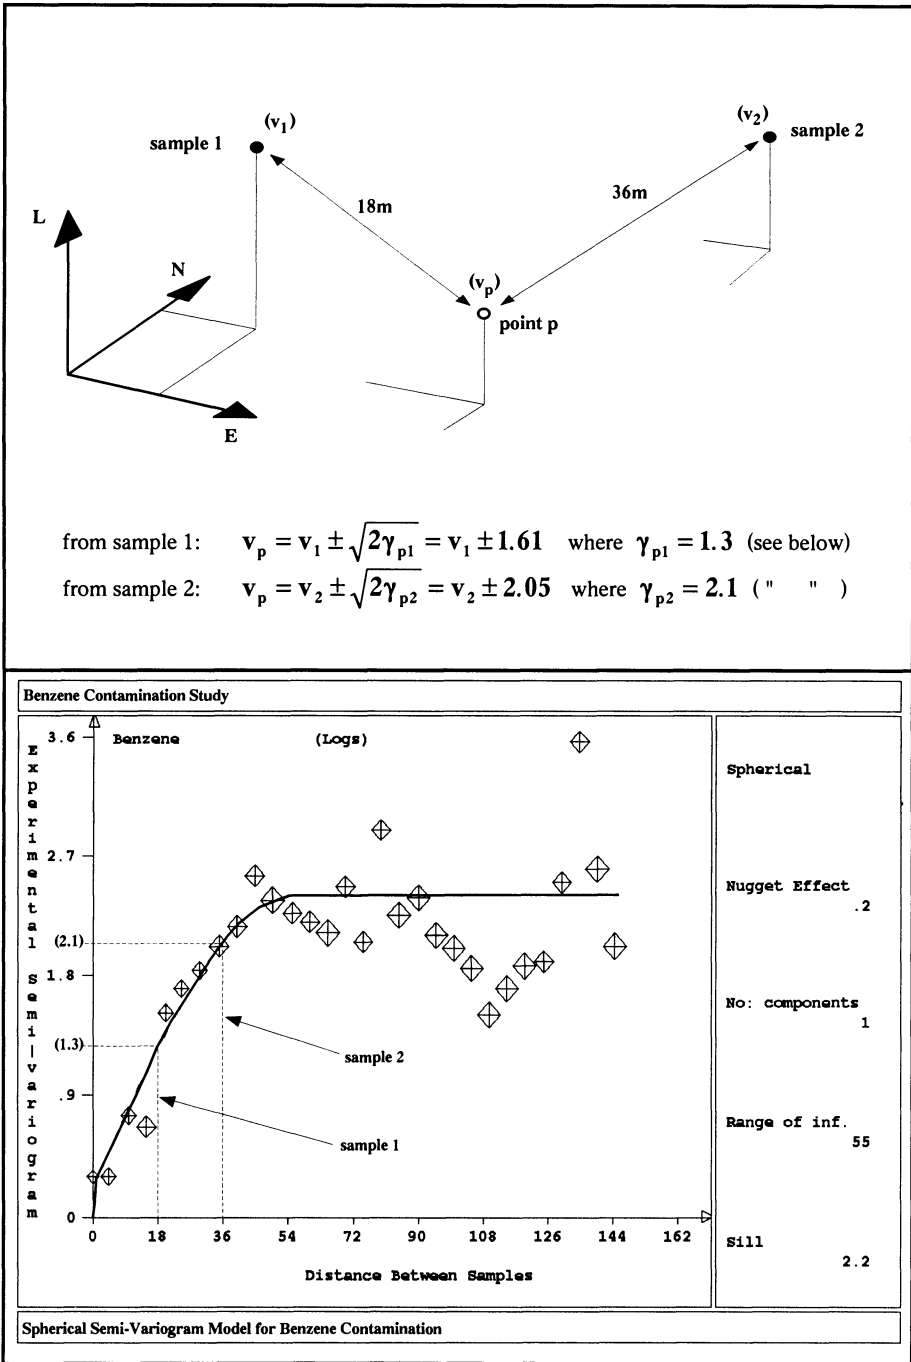 (v1)
sample 1
(v2)
sample 2
18m
36m
L
N
(vp)
point p
E
from sample 1: vp = v1 ± √2γp1 = v1 ± 1.61 where γp1 = 1.3 (see below)
from sample 2: vp = v2 ± √2γp2 = v2 ± 2.05 where γp2 = 2.1 ( " " )
Benzene Contamination Study
Benzene (Logs)
Experimental Semi-variogram
3.6
2.7
(2.1)
1.8
(1.3)
.9
0
sample 2
sample 1
0 18 36 54 72 90 108 126 144 162
Distance Between Samples
Spherical
Nugget Effect
.2
No: components
1
Range of inf.
55
Sill
2.2
Spherical Semi-Variogram Model for Benzene Contamination